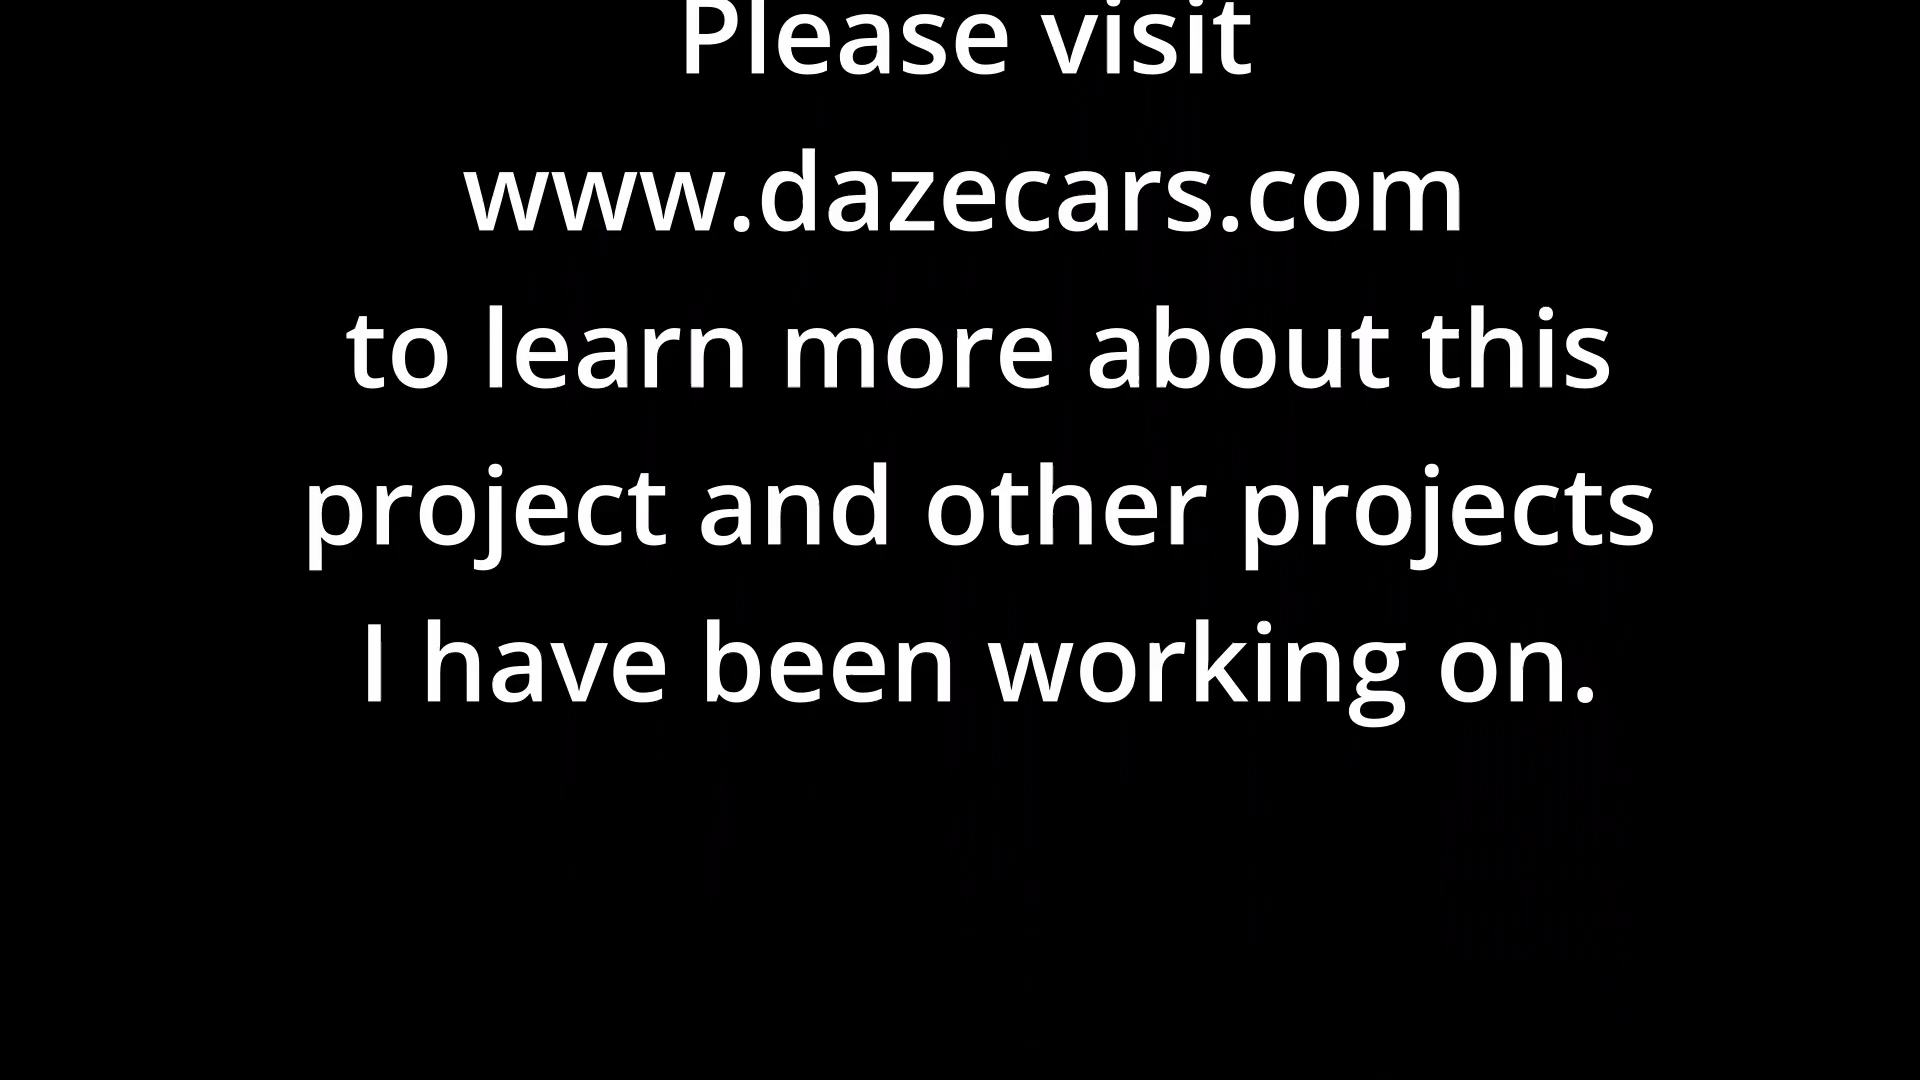 Please visit
www.dazecars.com
to learn more about this
project and other projects
I have been working on.